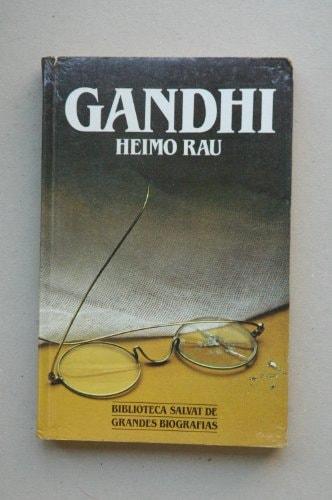 GANDHI
HEIMO RAU
BIBLIOTECA SALVAT DE
GRANDES BIOGRAFIAS